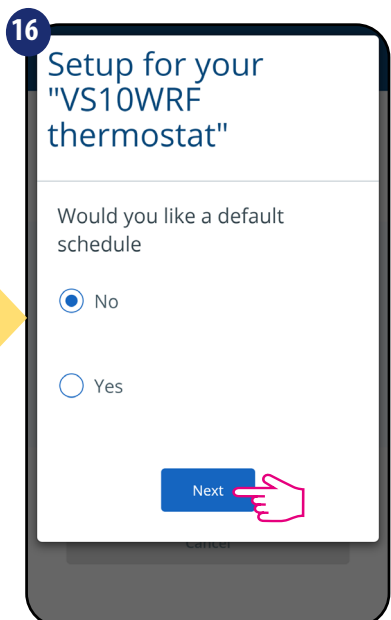 16
Setup for your
"VS10WRF
thermostat"
Would you like a default
schedule
No
Yes
Next
Cancel